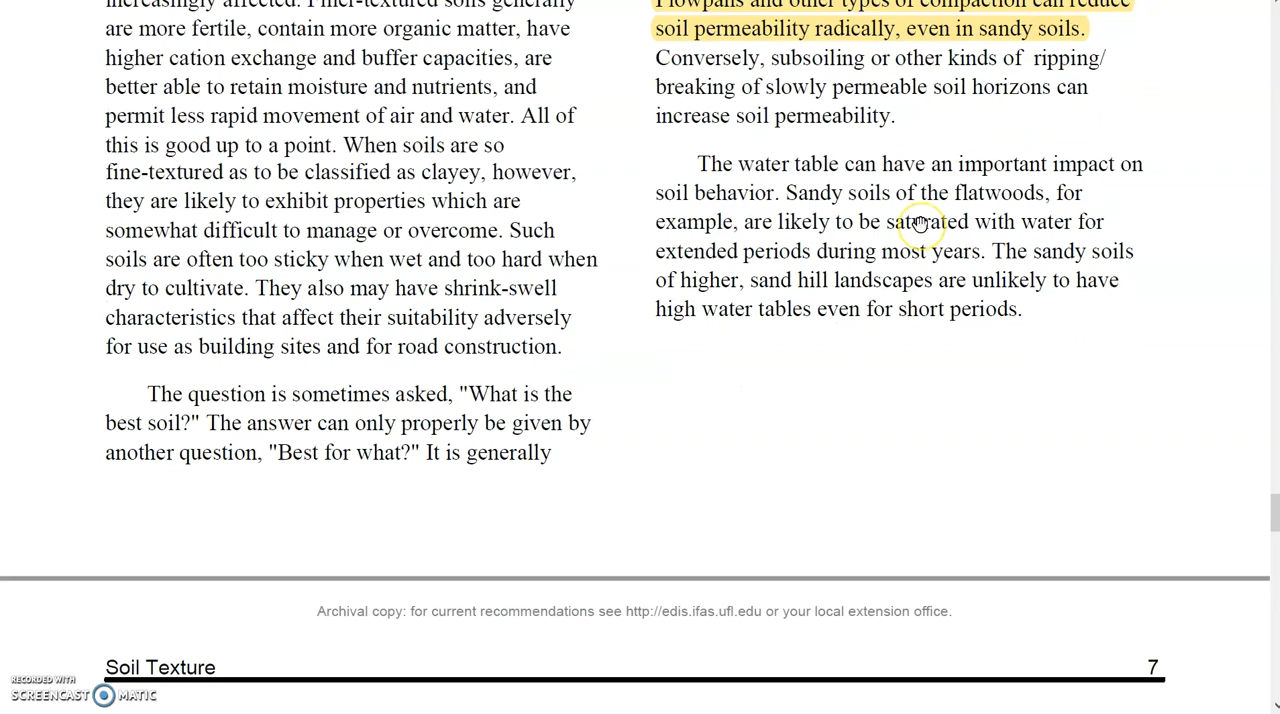 increasingly affected. Finer-textured soils generally
are more fertile, contain more organic matter, have
higher cation exchange and buffer capacities, are
better able to retain moisture and nutrients, and
permit less rapid movement of air and water. All of
this is good up to a point. When soils are so
fine-textured as to be classified as clayey, however,
they are likely to exhibit properties which are
somewhat difficult to manage or overcome. Such
soils are often too sticky when wet and too hard when
dry to cultivate. They also may have shrink-swell
characteristics that affect their suitability adversely
for use as building sites and for road construction.
The question is sometimes asked, "What is the
best soil?" The answer can only properly be given by
another question, "Best for what?" It is generally
Plowpans and other types of compaction can reduce
soil permeability radically, even in sandy soils.
Conversely, subsoiling or other kinds of ripping/
breaking of slowly permeable soil horizons can
increase soil permeability.
The water table can have an important impact on
soil behavior. Sandy soils of the flatwoods, for
example, are likely to be saturated with water for
extended periods during most years. The sandy soils
of higher, sand hill landscapes are unlikely to have
high water tables even for short periods.
Archival copy: for current recommendations see http://edis.ifas.ufl.edu or your local extension office.
Soil Texture 7
RECORDED WITH
SCREENCAST MATIC